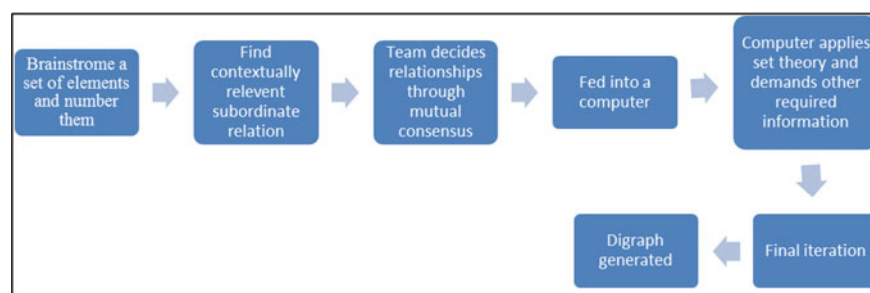 Brainstrome a
set of elements
and number
them
Find
contextually
relevent
subordinate
relation
Team decides
relationships
through
mutual
consensus
Fed into a
computer
Computer applies
set theory and
demands other
required
information
Final iteration
Digraph
generated